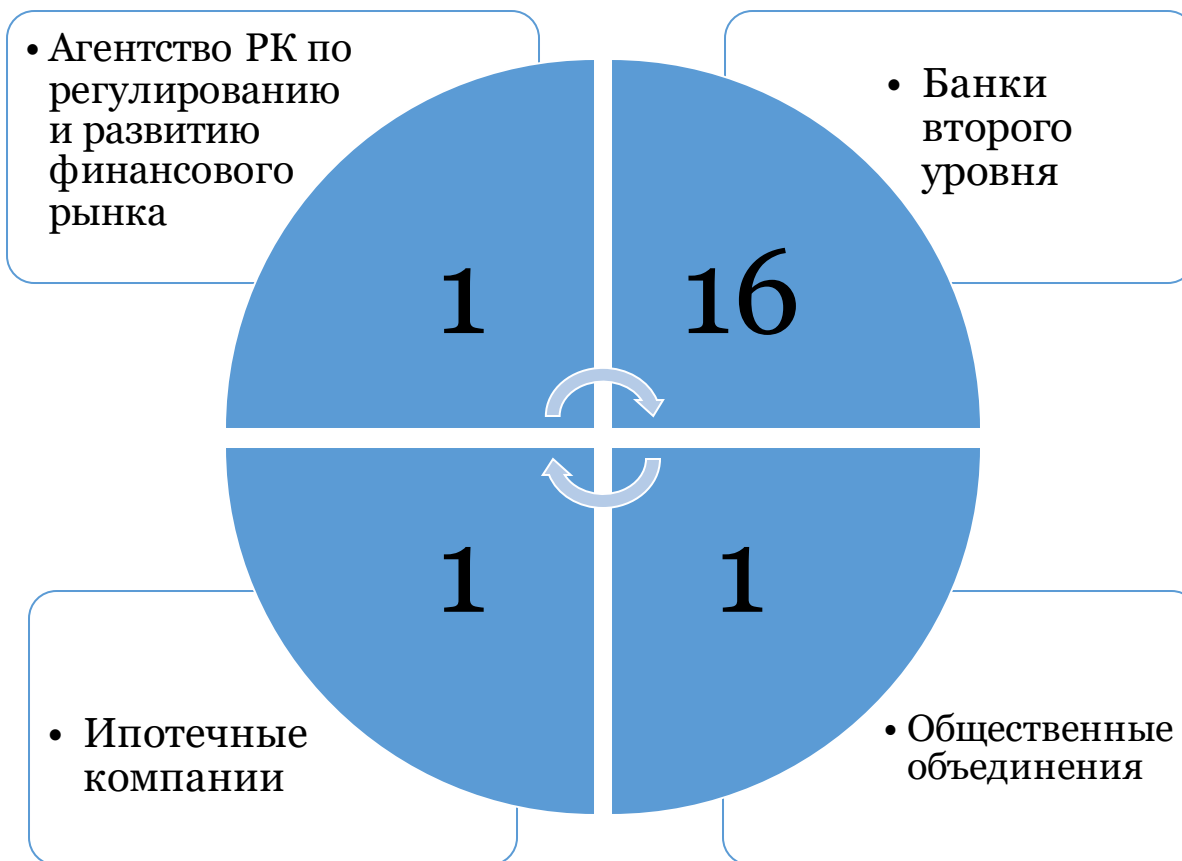 • Агентство РК по
регулированию
и развитию
финансового
рынка
• Банки
второго
уровня
1
16
1
1
• Ипотечные
компании
• Общественные
объединения